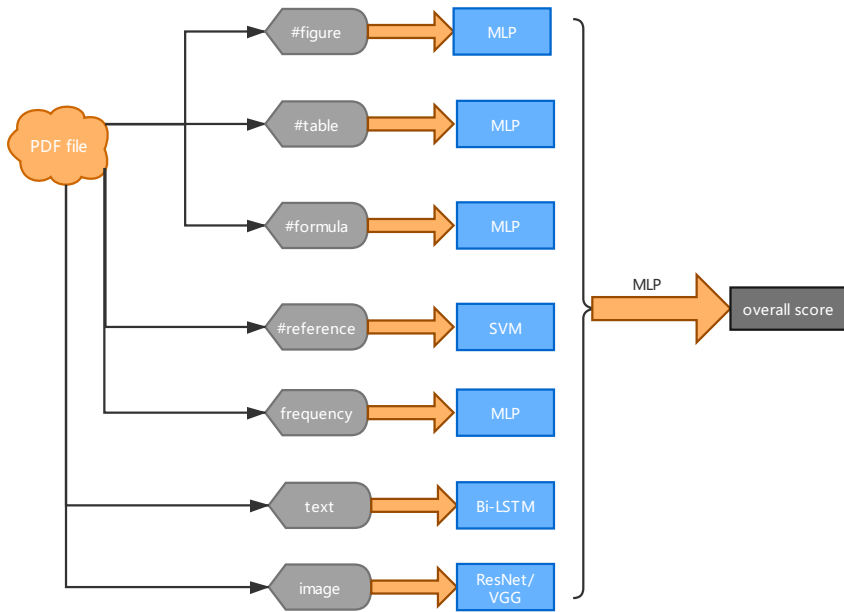 #figure
MLP
#table
MLP
PDF file
#formula
MLP
MLP
overall score
#reference
SVM
frequency
MLP
text
Bi-LSTM
image
ResNet/
VGG